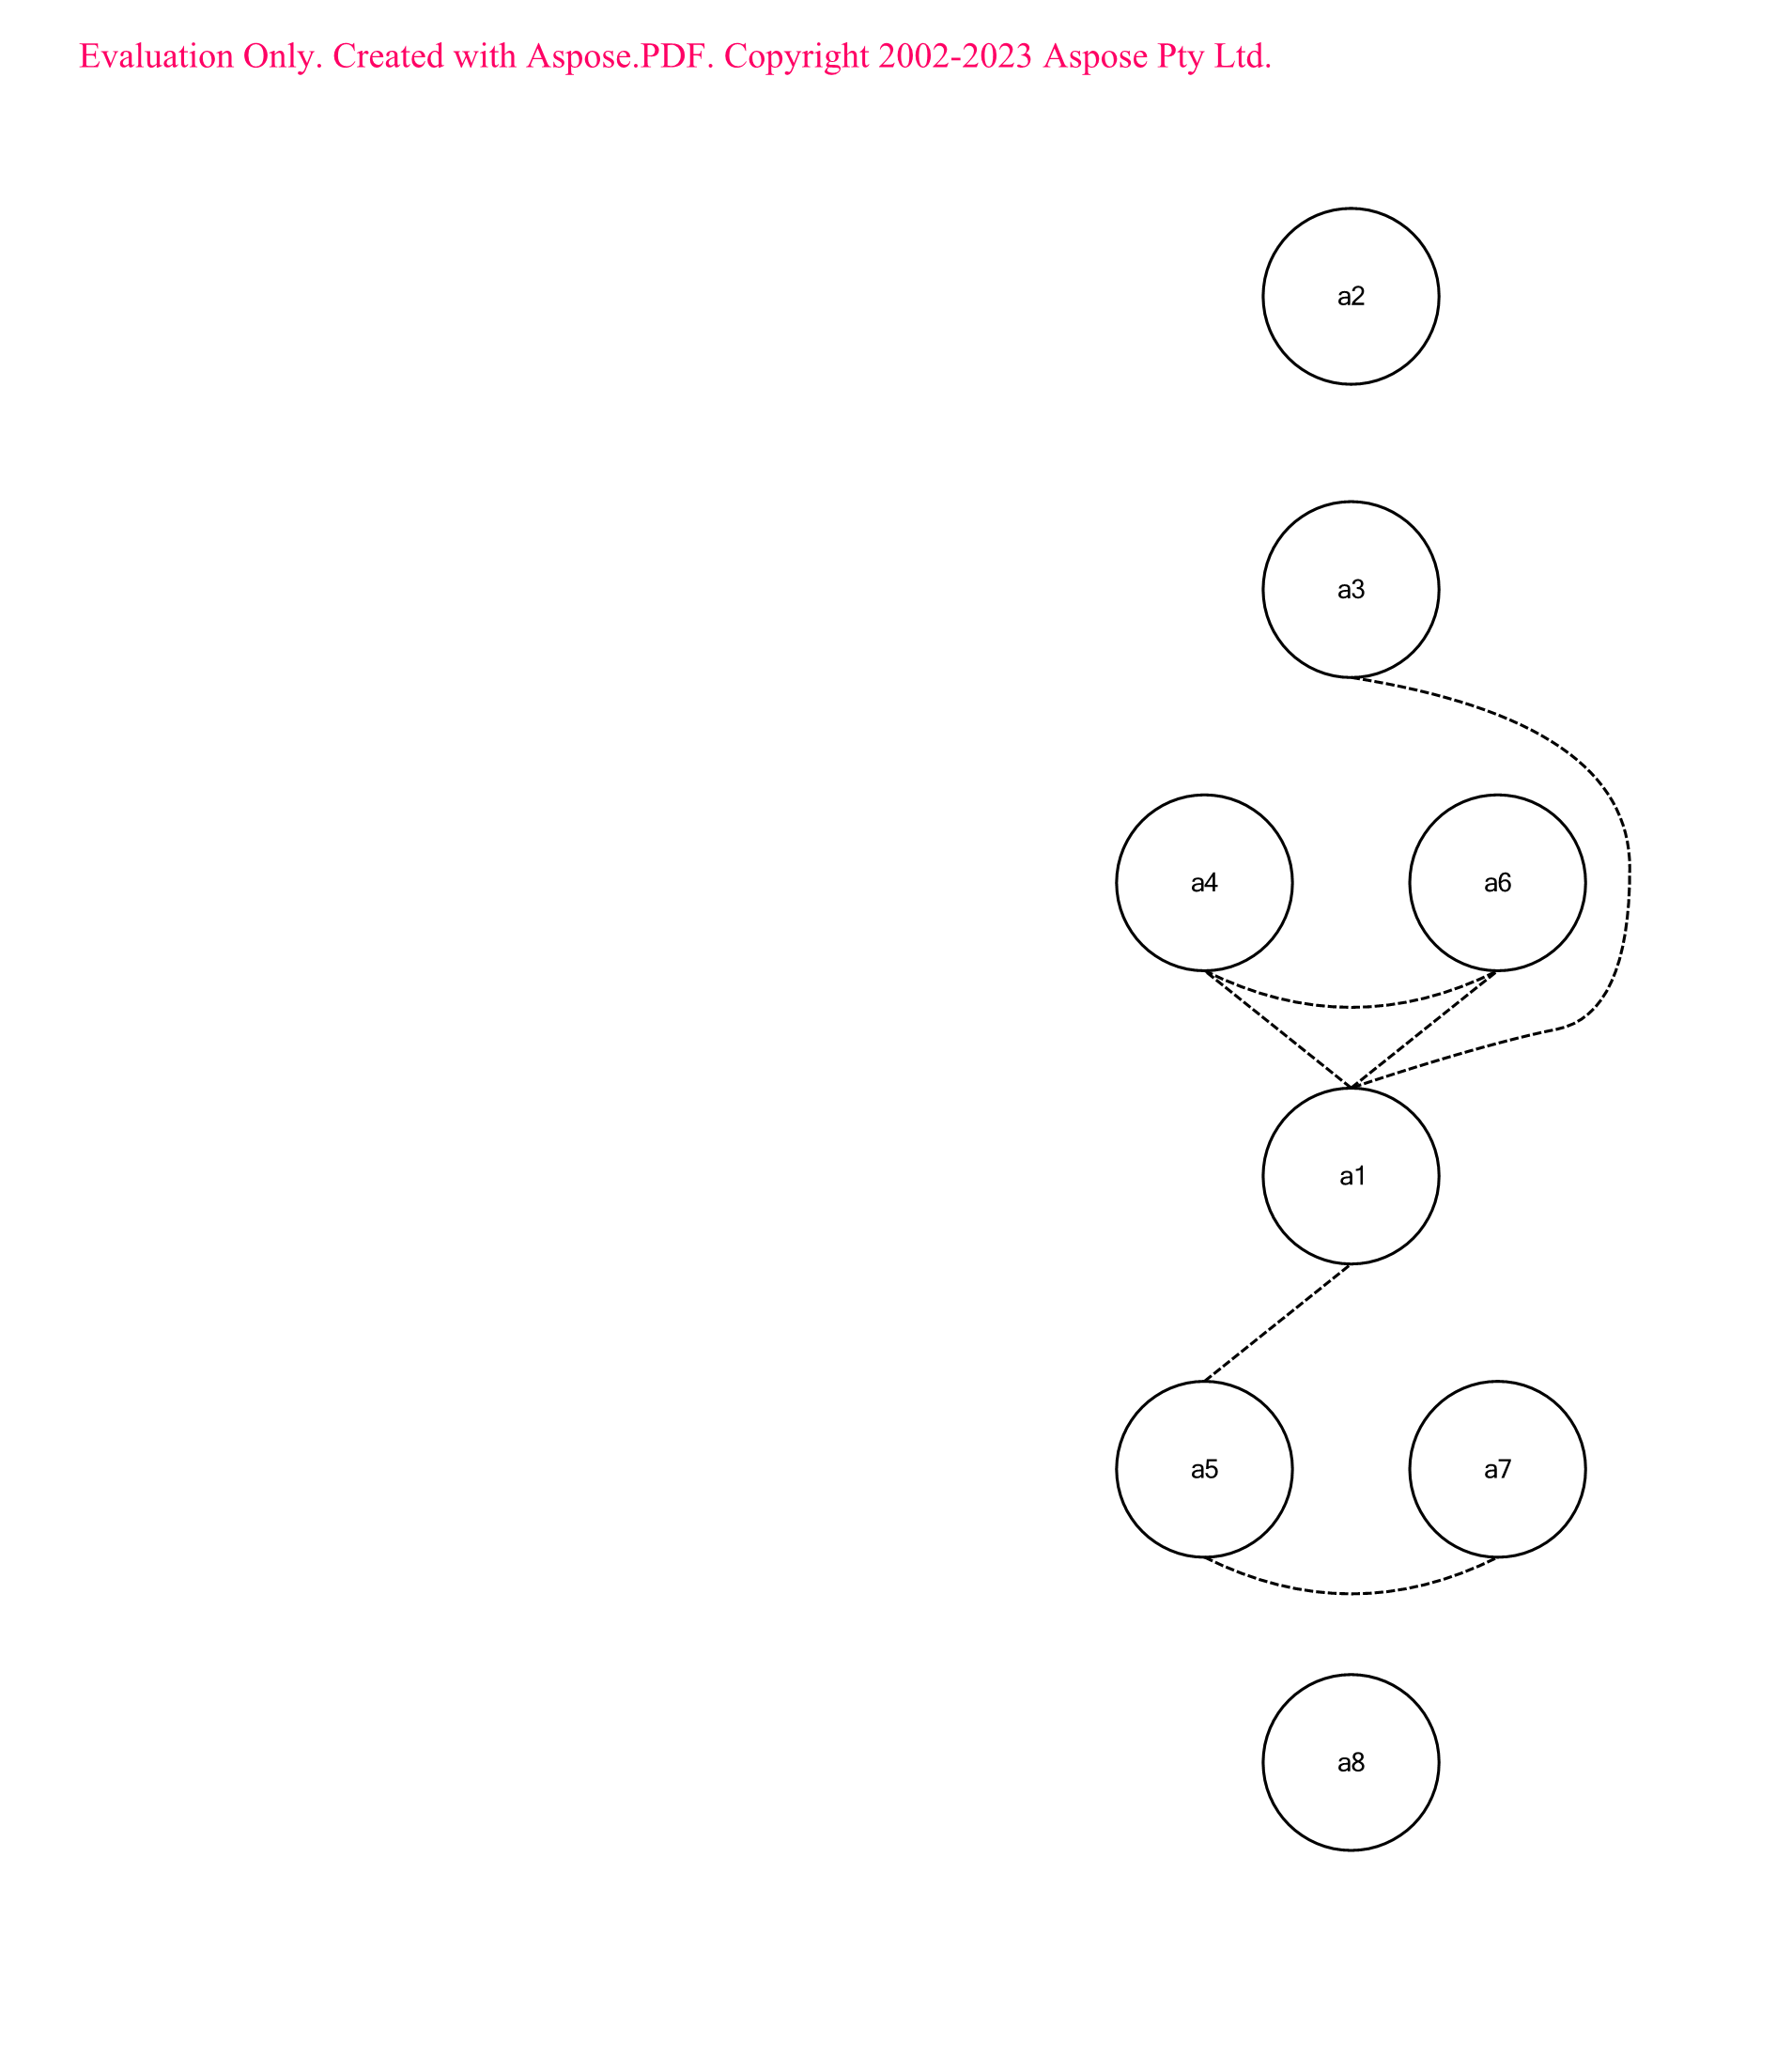 Evaluation Only. Created with Aspose.PDF. Copyright 2002-2023 Aspose Pty Ltd.
a2
a3
a4 a6
a1
a5 a7
a8